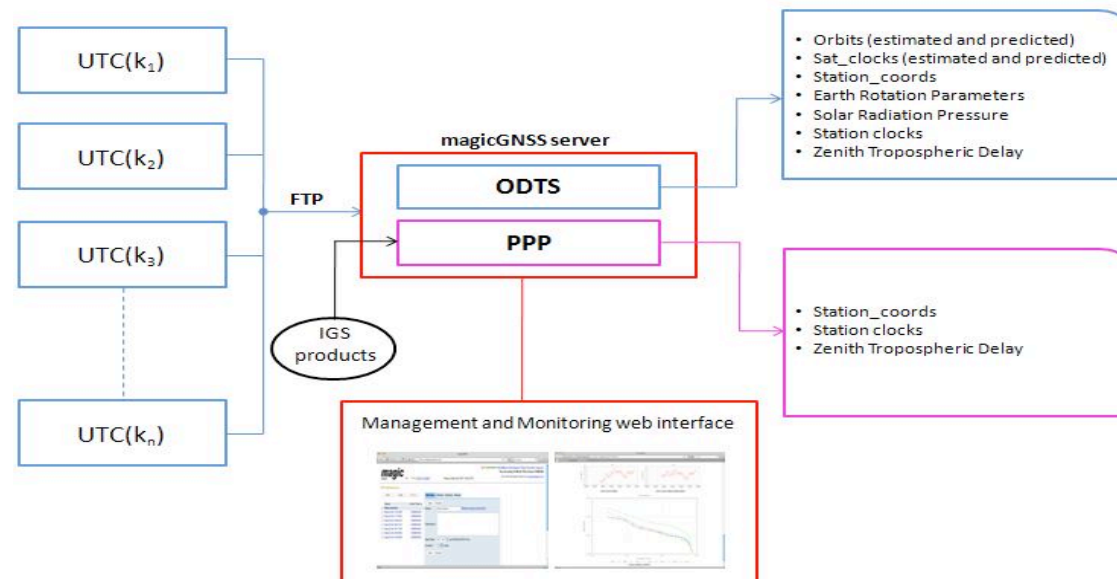 UTC(k₁)
UTC(k₂)
UTC(k₃)
UTC(kₙ)
FTP
magicGNSS server
ODTS
PPP
IGS
products
• Orbits (estimated and predicted)
• Sat_clocks (estimated and predicted)
• Station_coords
• Earth Rotation Parameters
• Solar Radiation Pressure
• Station clocks
• Zenith Tropospheric Delay
• Station_coords
• Station clocks
• Zenith Tropospheric Delay
Management and Monitoring web interface
magic